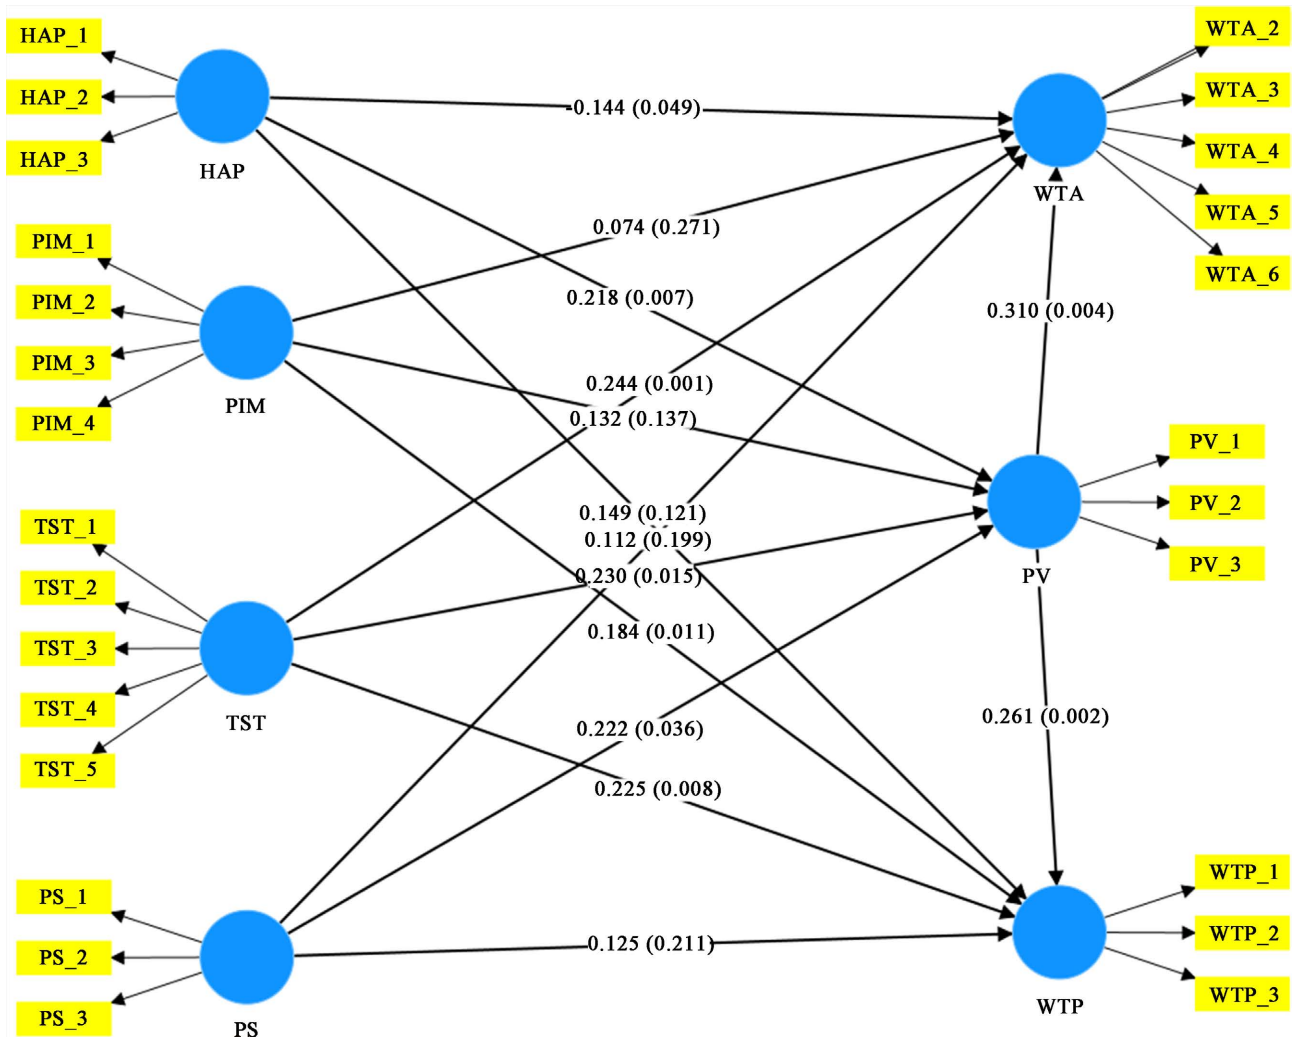 HAP_1
HAP_2
HAP_3
HAP
PIM_1
PIM_2
PIM_3
PIM_4
PIM
TST_1
TST_2
TST_3
TST_4
TST_5
TST
PS_1
PS_2
PS_3
PS
0.144 (0.049)
0.074 (0.271)
0.218 (0.007)
0.244 (0.001)
0.132 (0.137)
0.149 (0.121)
0.112 (0.199)
0.230 (0.015)
0.184 (0.011)
0.222 (0.036)
0.225 (0.008)
0.125 (0.211)
WTA
0.310 (0.004)
PV
0.261 (0.002)
WTP
WTA_2
WTA_3
WTA_4
WTA_5
WTA_6
PV_1
PV_2
PV_3
WTP_1
WTP_2
WTP_3